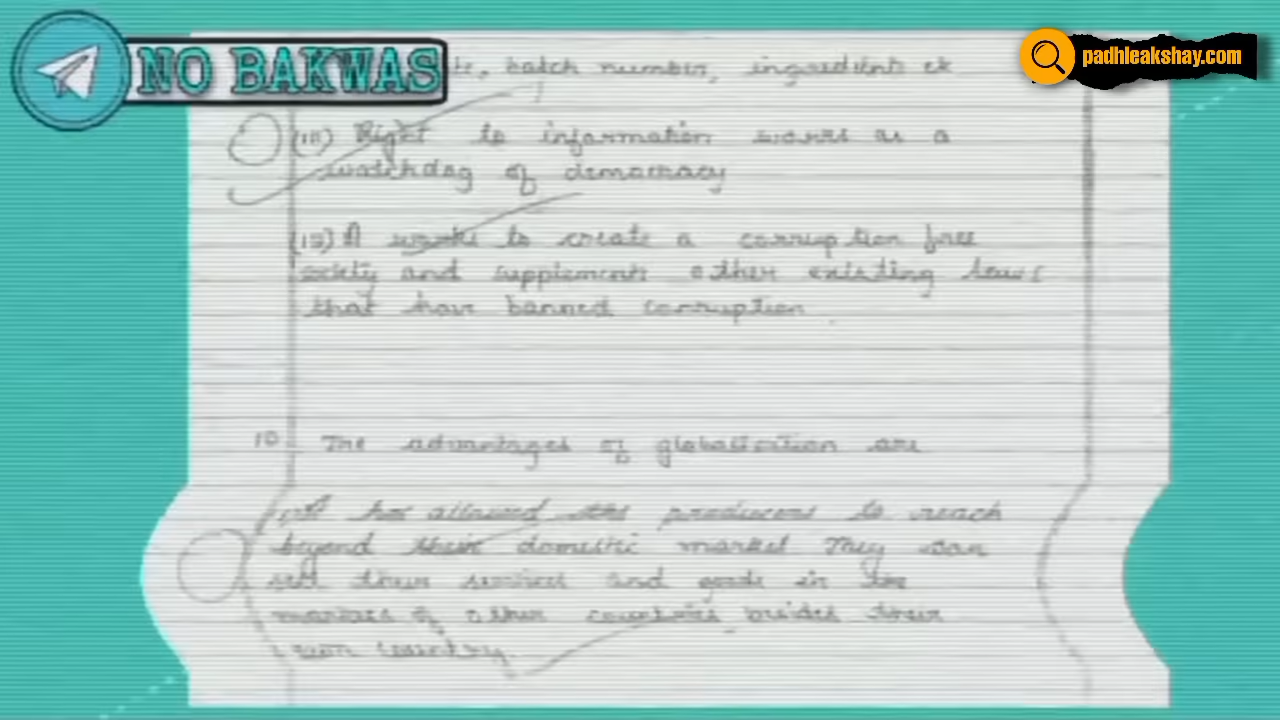 NO BAKWAS
padhleakshay.com
batch number, ingredients etc
(iii) Right to information works as a
watchdog of democracy
It works to create a corruption free
society and supplements other existing laws
that have banned corruption
10 The advantages of globalisation are
It has allowed the producers to reach
beyond their domestic market They can
sell their services and goods in the
markets of other countries besides their
own country.